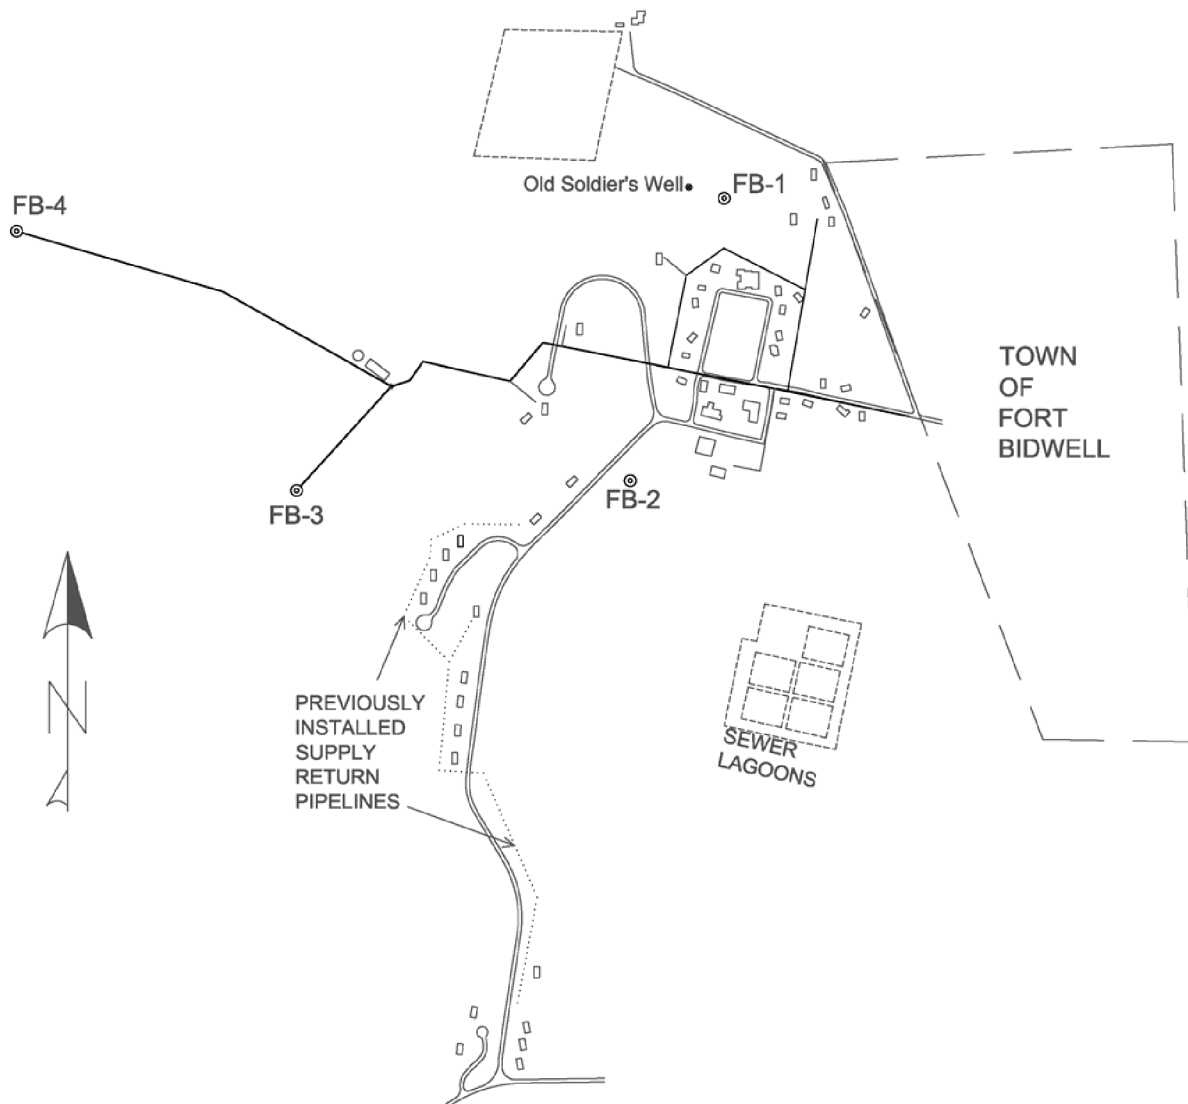 Old Soldier's Well
FB-1
FB-4
TOWN
OF
FORT
BIDWELL
FB-2
FB-3
N
PREVIOUSLY
INSTALLED
SUPPLY
RETURN
PIPELINES
SEWER
LAGOONS